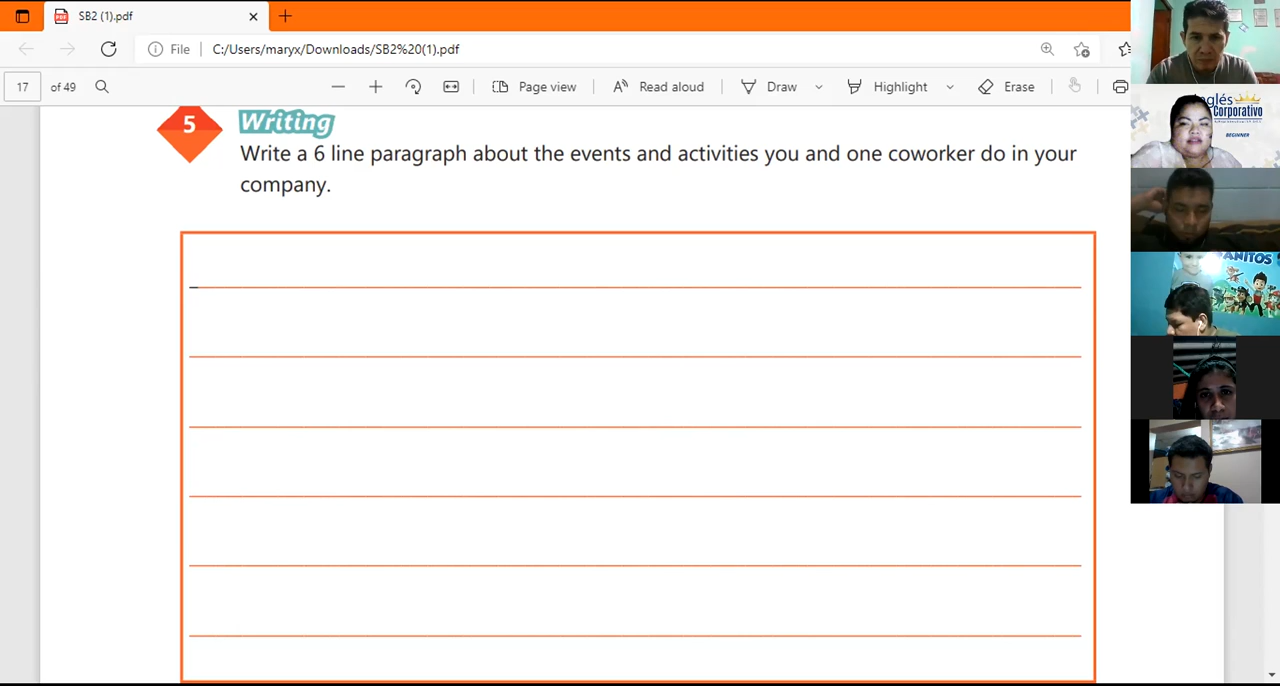 SB2 (1).pdf
File C:/Users/maryx/Downloads/SB2%20(1).pdf
17 of 49 Page view Read aloud Draw Highlight Erase
5 Writing
Write a 6 line paragraph about the events and activities you and one coworker do in your
company.
Inglés
Corporativo
BEGINNER
ANITOS